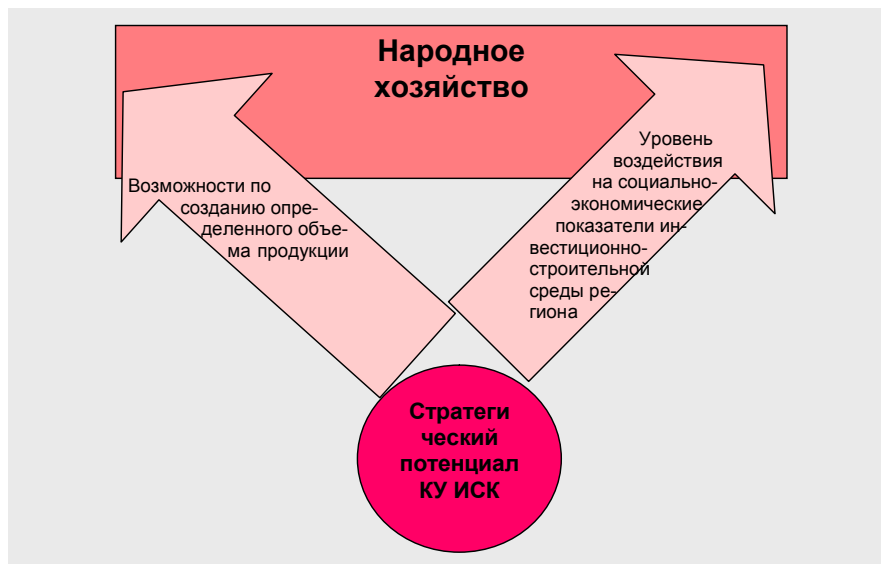 Народное
хозяйство
Возможности по
созданию опре-
деленного объе-
ма продукции
Уровень
воздействия
на социально-
экономические
показатели ин-
вестиционно-
строительной
среды ре-
гиона
Стратеги
ческий
потенциал
КУ ИСК